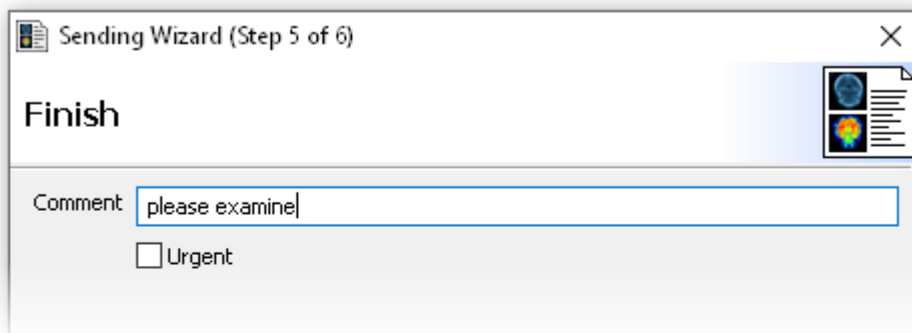 Sending Wizard (Step 5 of 6)
Finish
Comment please examine
Urgent